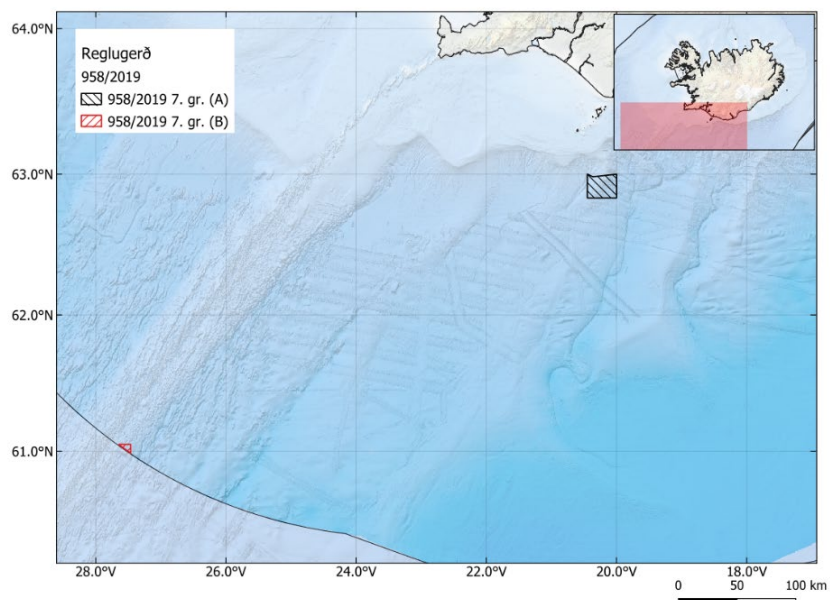 64.0°N
Reglugerð
958/2019
958/2019 7. gr. (A)
958/2019 7. gr. (B)
63.0°N
62.0°N
61.0°N
28.0°V 26.0°V 24.0°V 22.0°V 20.0°V 18.0°V
0 50 100 km